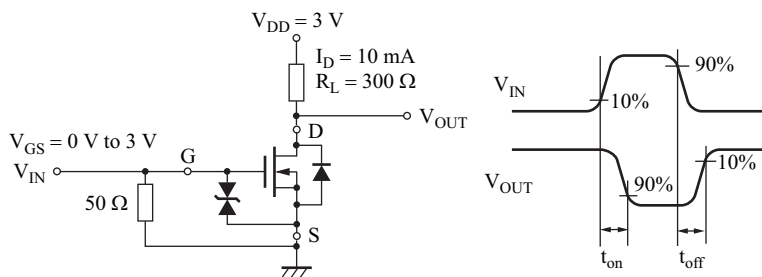 V_DD = 3 V
I_D = 10 mA
R_L = 300 Ω
V_OUT
D
V_GS = 0 V to 3 V
V_IN
G
50 Ω
S
V_IN
10%
90%
V_OUT
90%
10%
t_on
t_off